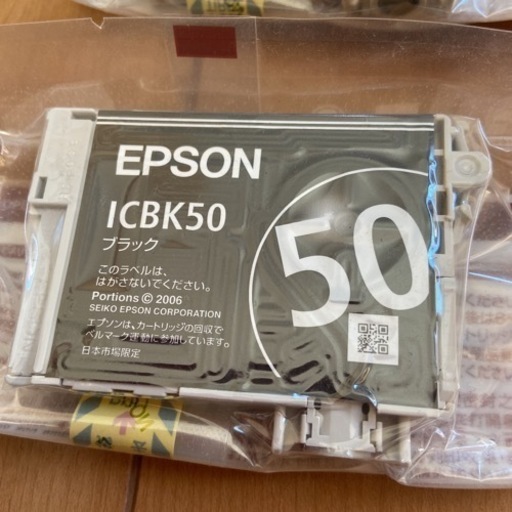 EPSON
ICBK50
ブラック
このラベルは、
はがさないでください。
Portions © 2006
SEIKO EPSON CORPORATION
エプソンは、カートリッジの回収で
ベルマーク運動に参加しています。
日本市場限定
50